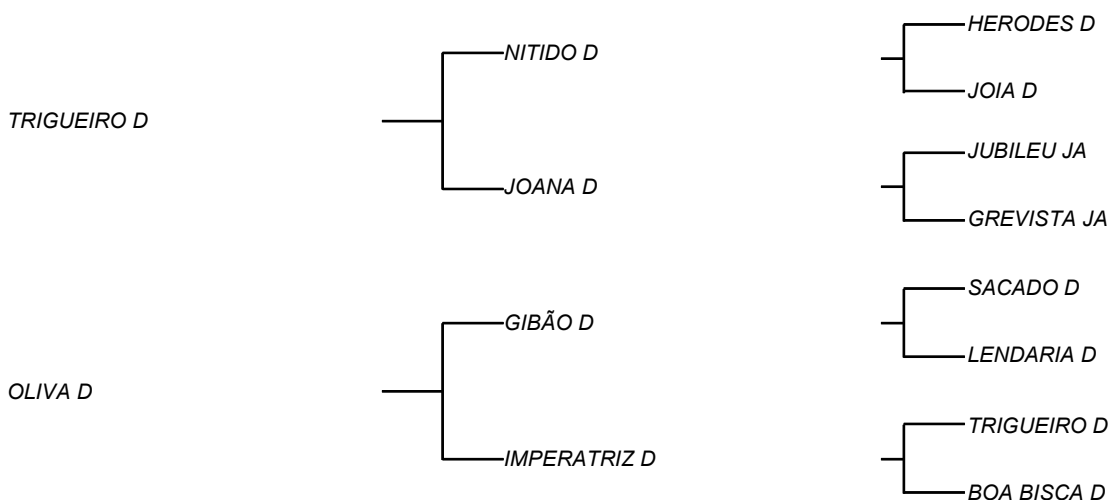 HERODES D
NITIDO D
JOIA D
TRIGUEIRO D
JUBILEU JA
JOANA D
GREVISTA JA
SACADO D
GIBÃO D
LENDARIA D
OLIVA D
TRIGUEIRO D
IMPERATRIZ D
BOA BISCA D